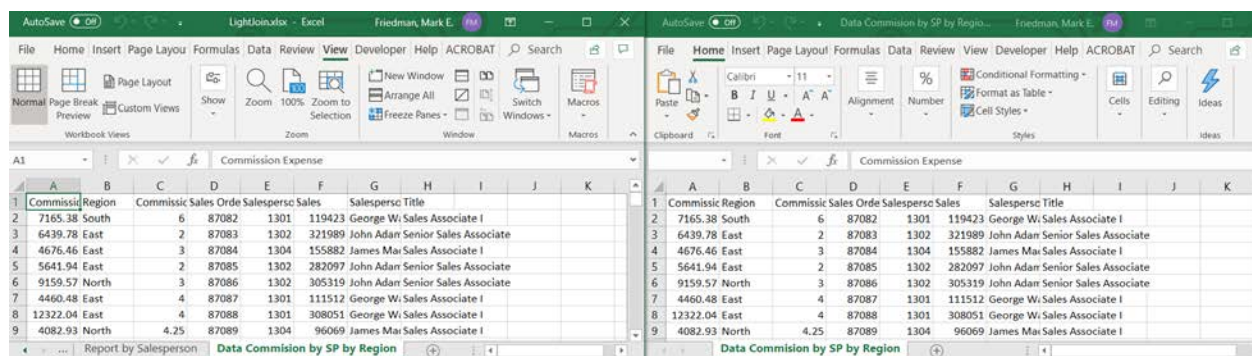 AutoSave Off LightJoin.xlsx - Excel Friedman, Mark E. FM
File Home Insert Page Layou Formulas Data Review View Developer Help ACROBAT Search
Normal Page Break Preview Page Layout Custom Views Show Zoom 100% Zoom to Selection New Window Arrange All Freeze Panes Switch Windows Macros
Workbook Views Zoom Window Macros
A1 fx Commission Expense
A B C D E F G H I J K
1 Commissic Region Commissic Sales Orde Salesperso Sales Salesperso Title
2 7165.38 South 6 87082 1301 119423 George Wa Sales Associate I
3 6439.78 East 2 87083 1302 321989 John Adam Senior Sales Associate
4 4676.46 East 3 87084 1304 155882 James Mad Sales Associate I
5 5641.94 East 2 87085 1302 282097 John Adam Senior Sales Associate
6 9159.57 North 3 87086 1302 305319 John Adam Senior Sales Associate
7 4460.48 East 4 87087 1301 111512 George Wa Sales Associate I
8 12322.04 East 4 87088 1301 308051 George Wa Sales Associate I
9 4082.93 North 4.25 87089 1304 96069 James Mad Sales Associate I
... Report by Salesperson Data Commision by SP by Region
AutoSave Off Data Commision by SP by Regio... Friedman, Mark E. FM
File Home Insert Page Layout Formulas Data Review View Developer Help ACROBAT Search
Paste Calibri 11 B I U A A A Alignment % Number Conditional Formatting Format as Table Cell Styles Cells Editing Ideas
Clipboard Font Styles Ideas
fx Commission Expense
A B C D E F G H I J K
1 Commissic Region Commissic Sales Orde Salesperso Sales Salesperso Title
2 7165.38 South 6 87082 1301 119423 George Wa Sales Associate I
3 6439.78 East 2 87083 1302 321989 John Adam Senior Sales Associate
4 4676.46 East 3 87084 1304 155882 James Mad Sales Associate I
5 5641.94 East 2 87085 1302 282097 John Adam Senior Sales Associate
6 9159.57 North 3 87086 1302 305319 John Adam Senior Sales Associate
7 4460.48 East 4 87087 1301 111512 George Wa Sales Associate I
8 12322.04 East 4 87088 1301 308051 George Wa Sales Associate I
9 4082.93 North 4.25 87089 1304 96069 James Mad Sales Associate I
Data Commision by SP by Region